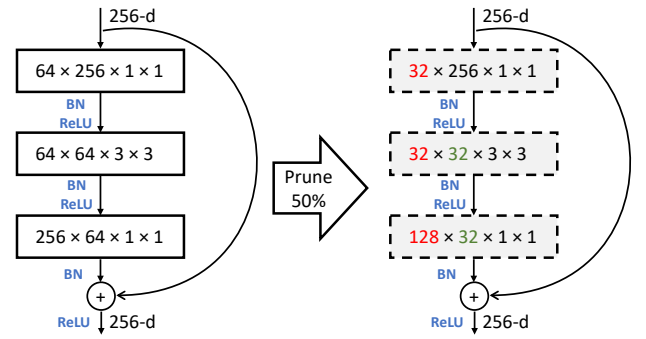 256-d
64 × 256 × 1 × 1
BN
ReLU
64 × 64 × 3 × 3
BN
ReLU
256 × 64 × 1 × 1
BN
+
ReLU 256-d
Prune
50%
256-d
32 × 256 × 1 × 1
BN
ReLU
32 × 32 × 3 × 3
BN
ReLU
128 × 32 × 1 × 1
BN
+
ReLU 256-d